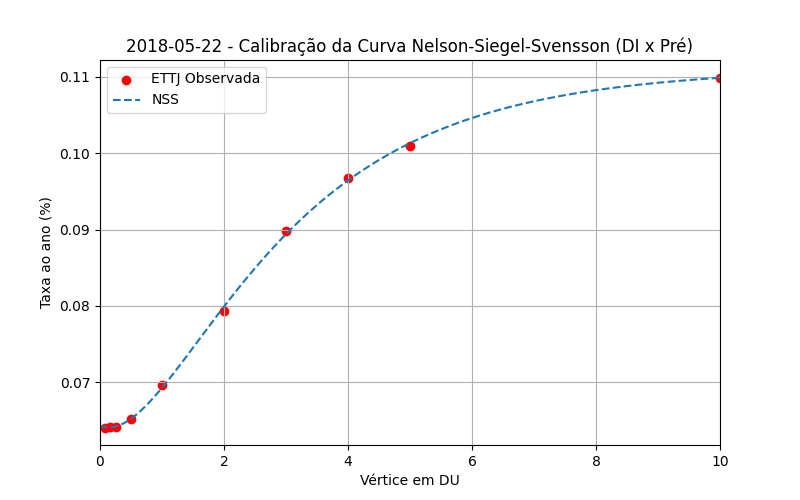 2018-05-22 - Calibração da Curva Nelson-Siegel-Svensson (DI x Pré)
ETTJ Observada
NSS
Taxa ao ano (%)
0.11
0.10
0.09
0.08
0.07
0 2 4 6 8 10
Vértice em DU